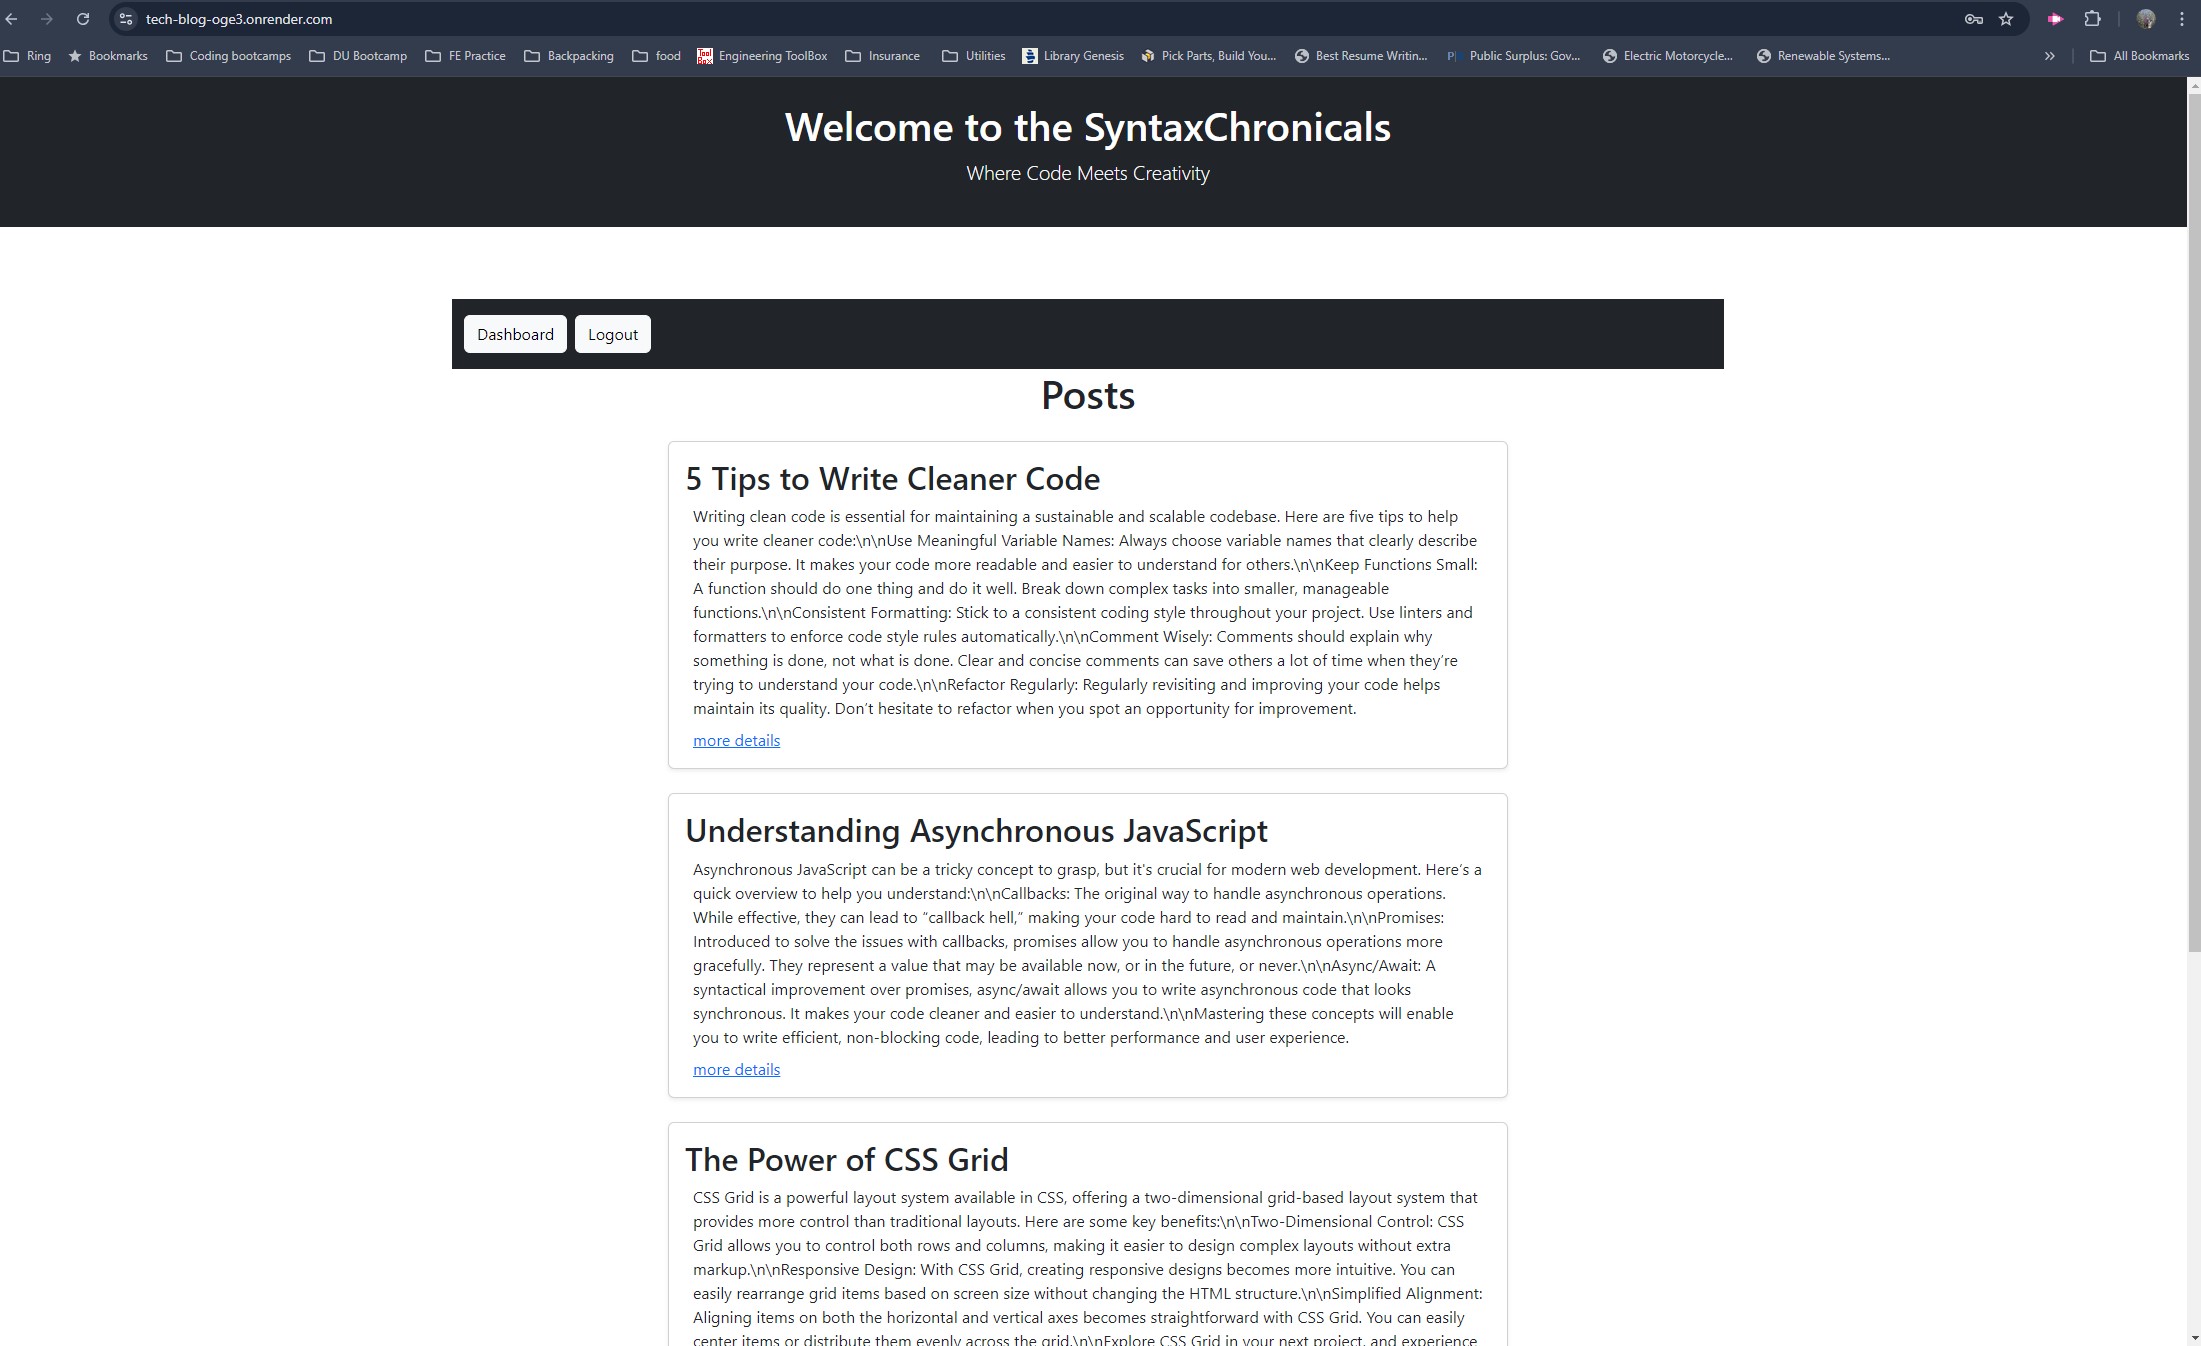 tech-blog-oge3.onrender.com
Ring Bookmarks Coding bootcamps DU Bootcamp FE Practice Backpacking food Engineering ToolBox Insurance Utilities Library Genesis Pick Parts, Build You... Best Resume Writin... Public Surplus: Gov... Electric Motorcycle... Renewable Systems... All Bookmarks
Welcome to the SyntaxChronicals
Where Code Meets Creativity
Dashboard Logout
Posts
5 Tips to Write Cleaner Code
Writing clean code is essential for maintaining a sustainable and scalable codebase. Here are five tips to help
you write cleaner code:\n\nUse Meaningful Variable Names: Always choose variable names that clearly describe
their purpose. It makes your code more readable and easier to understand for others.\n\nKeep Functions Small:
A function should do one thing and do it well. Break down complex tasks into smaller, manageable
functions.\n\nConsistent Formatting: Stick to a consistent coding style throughout your project. Use linters and
formatters to enforce code style rules automatically.\n\nComment Wisely: Comments should explain why
something is done, not what is done. Clear and concise comments can save others a lot of time when they’re
trying to understand your code.\n\nRefactor Regularly: Regularly revisiting and improving your code helps
maintain its quality. Don’t hesitate to refactor when you spot an opportunity for improvement.
more details
Understanding Asynchronous JavaScript
Asynchronous JavaScript can be a tricky concept to grasp, but it's crucial for modern web development. Here’s a
quick overview to help you understand:\n\nCallbacks: The original way to handle asynchronous operations.
While effective, they can lead to “callback hell,” making your code hard to read and maintain.\n\nPromises:
Introduced to solve the issues with callbacks, promises allow you to handle asynchronous operations more
gracefully. They represent a value that may be available now, or in the future, or never.\n\nAsync/Await: A
syntactical improvement over promises, async/await allows you to write asynchronous code that looks
synchronous. It makes your code cleaner and easier to understand.\n\nMastering these concepts will enable
you to write efficient, non-blocking code, leading to better performance and user experience.
more details
The Power of CSS Grid
CSS Grid is a powerful layout system available in CSS, offering a two-dimensional grid-based layout system that
provides more control than traditional layouts. Here are some key benefits:\n\nTwo-Dimensional Control: CSS
Grid allows you to control both rows and columns, making it easier to design complex layouts without extra
markup.\n\nResponsive Design: With CSS Grid, creating responsive designs becomes more intuitive. You can
easily rearrange grid items based on screen size without changing the HTML structure.\n\nSimplified Alignment:
Aligning items on both the horizontal and vertical axes becomes straightforward with CSS Grid. You can easily
center items or distribute them evenly across the grid.\n\nExplore CSS Grid in your next project, and experience